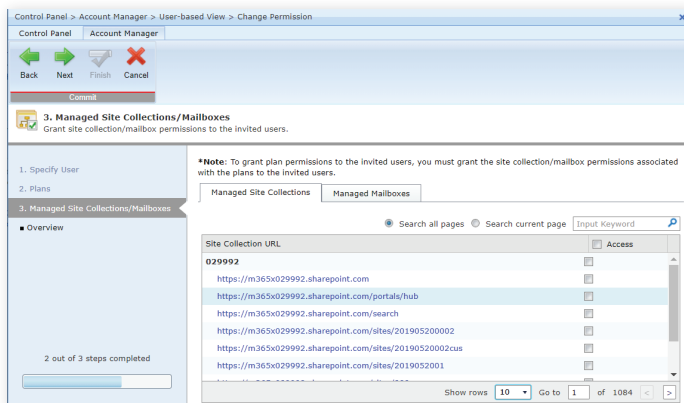 Control Panel > Account Manager > User-based View > Change Permission
Control Panel
Account Manager
Back
Next
Finish
Cancel
Commit
3. Managed Site Collections/Mailboxes
Grant site collection/mailbox permissions to the invited users.
1. Specify User
2. Plans
3. Managed Site Collections/Mailboxes
■ Overview
2 out of 3 steps completed
*Note: To grant plan permissions to the invited users, you must grant the site collection/mailbox permissions associated
with the plans to the invited users.
Managed Site Collections
Managed Mailboxes
Search all pages
Search current page
Input Keyword
Site Collection URL
Access
029992
https://m365x029992.sharepoint.com
https://m365x029992.sharepoint.com/portals/hub
https://m365x029992.sharepoint.com/search
https://m365x029992.sharepoint.com/sites/201905200002
https://m365x029992.sharepoint.com/sites/201905200002cus
https://m365x029992.sharepoint.com/sites/2019052001
Show rows 10 Go to 1 of 1084 < >